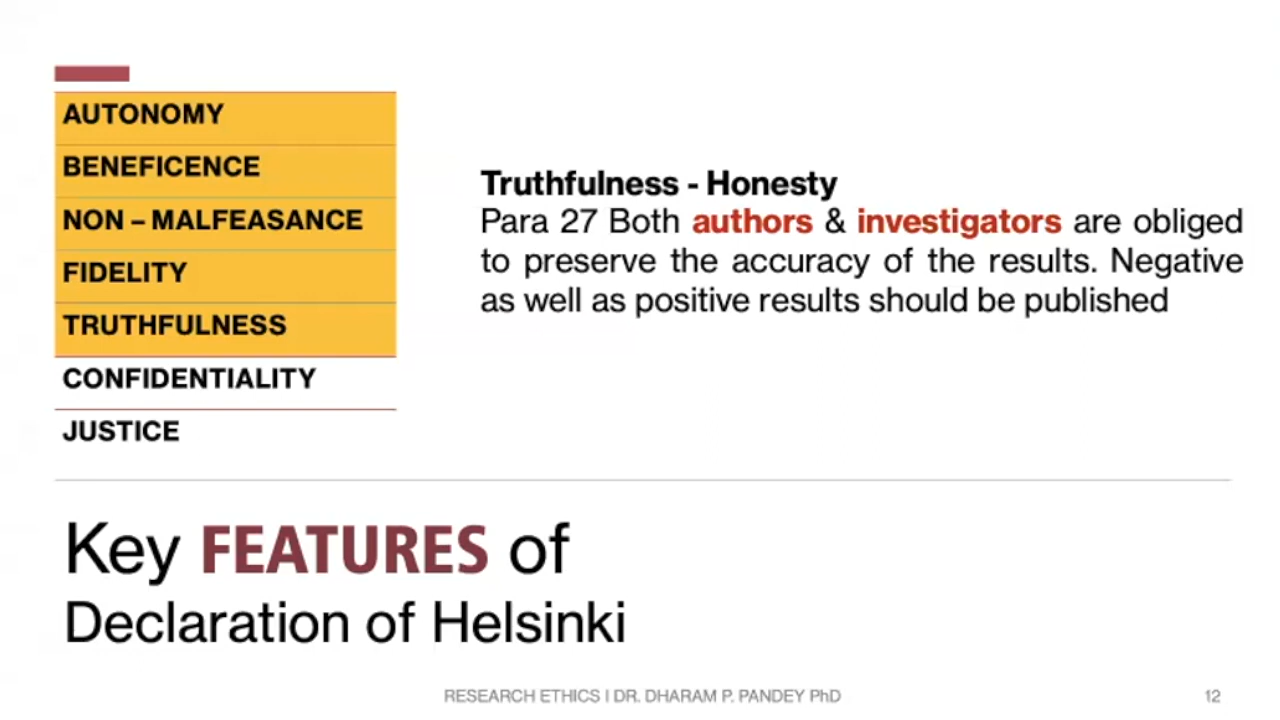 AUTONOMY
BENEFICENCE
NON – MALFEASANCE
FIDELITY
TRUTHFULNESS
CONFIDENTIALITY
JUSTICE
Truthfulness - Honesty
Para 27 Both authors & investigators are obliged
to preserve the accuracy of the results. Negative
as well as positive results should be published
Key FEATURES of
Declaration of Helsinki
RESEARCH ETHICS I DR. DHARAM P. PANDEY PhD
12